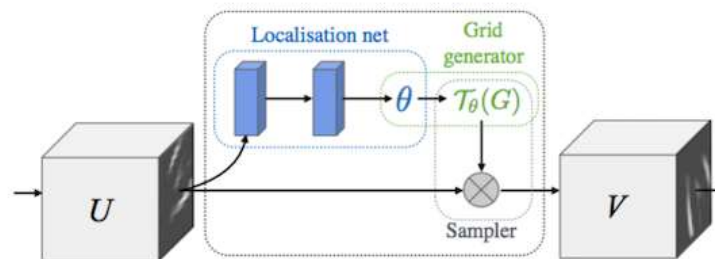 Localisation net
Grid
generator
θ
𝒯θ(G)
U
V
Sampler